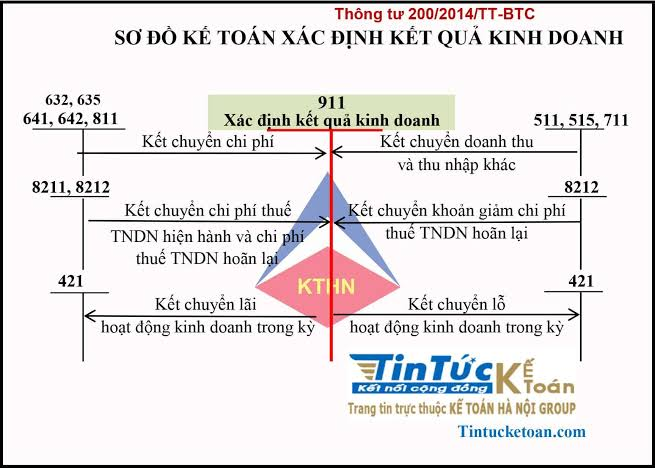 Thông tư 200/2014/TT-BTC
SƠ ĐỒ KẾ TOÁN XÁC ĐỊNH KẾT QUẢ KINH DOANH
632, 635
641, 642, 811
911
Xác định kết quả kinh doanh
511, 515, 711
Kết chuyển chi phí
Kết chuyển doanh thu
và thu nhập khác
8211, 8212
8212
Kết chuyển chi phí thuế
TNDN hiện hành và chi phí
thuế TNDN hoãn lại
Kết chuyển khoản giảm chi phí
thuế TNDN hoãn lại
KTHN
421
421
Kết chuyển lãi
hoạt động kinh doanh trong kỳ
Kết chuyển lỗ
hoạt động kinh doanh trong kỳ
TinTức KẾ Toán
Kết nối cộng đồng
Trang tin trực thuộc KẾ TOÁN HÀ NỘI GROUP
Tintucketoan.com